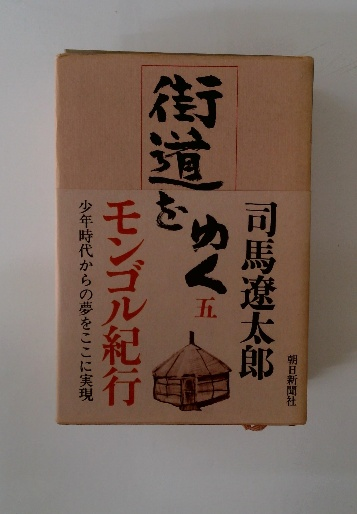 街道をゆく
五
司馬遼太郎
朝日新聞社
モンゴル紀行
少年時代からの夢をここに実現